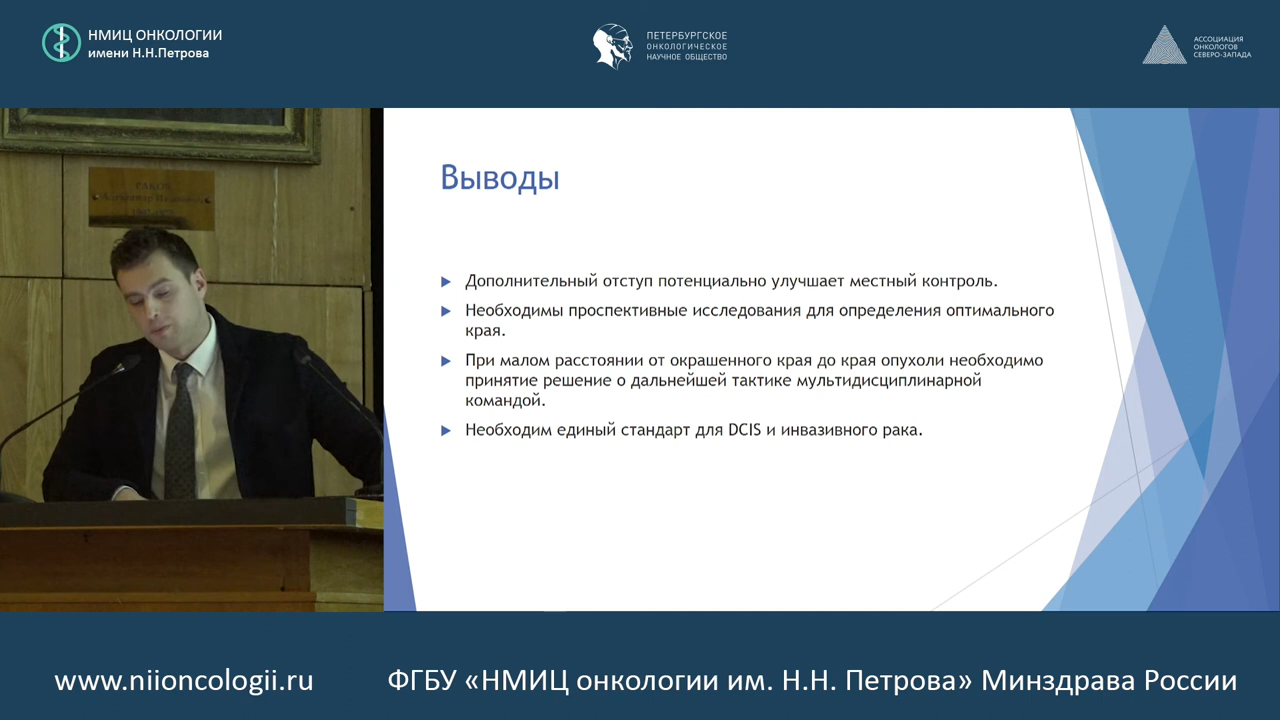 НМИЦ ОНКОЛОГИИ
имени Н.Н.Петрова
ПЕТЕРБУРГСКОЕ
ОНКОЛОГИЧЕСКОЕ
НАУЧНОЕ ОБЩЕСТВО
АССОЦИАЦИЯ
ОНКОЛОГОВ
СЕВЕРО-ЗАПАДА
РАКОВ
Выводы
Дополнительный отступ потенциально улучшает местный контроль.
Необходимы проспективные исследования для определения оптимального
края.
При малом расстоянии от окрашенного края до края опухоли необходимо
принятие решение о дальнейшей тактике мультидисциплинарной
командой.
Необходим единый стандарт для DCIS и инвазивного рака.
www.niioncologii.ru
ФГБУ «НМИЦ онкологии им. Н.Н. Петрова» Минздрава России